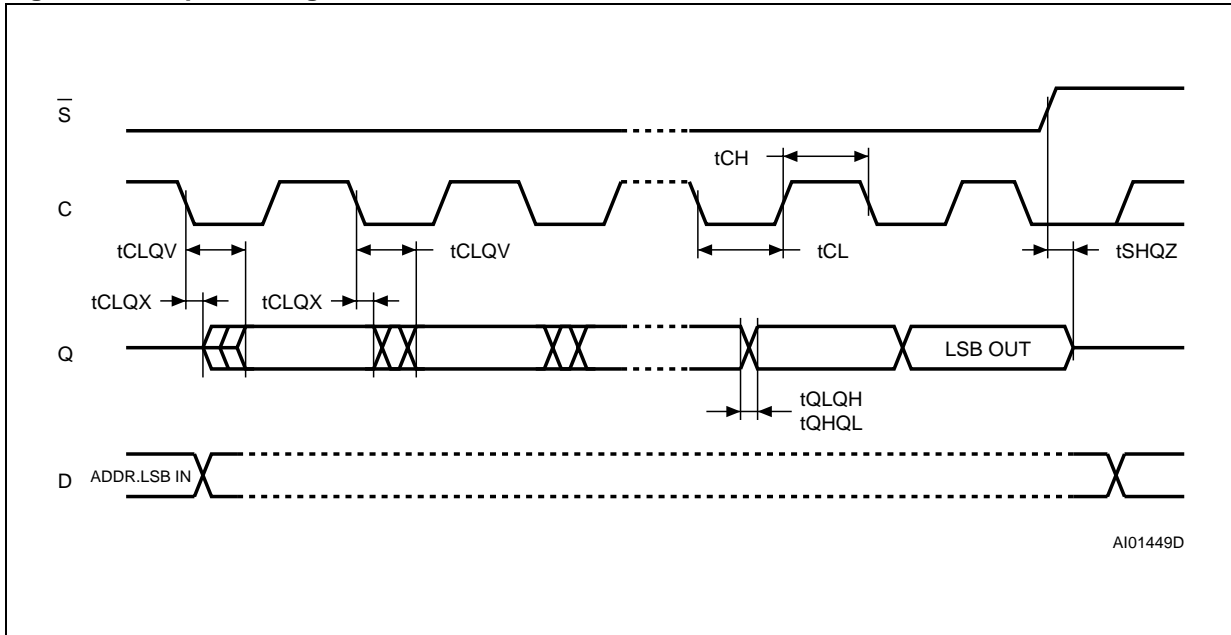 S
tCH
C
tCLQV
tCLQV
tCL
tSHQZ
tCLQX
tCLQX
Q
LSB OUT
tQLQH
tQHQL
D
ADDR.LSB IN
AI01449D